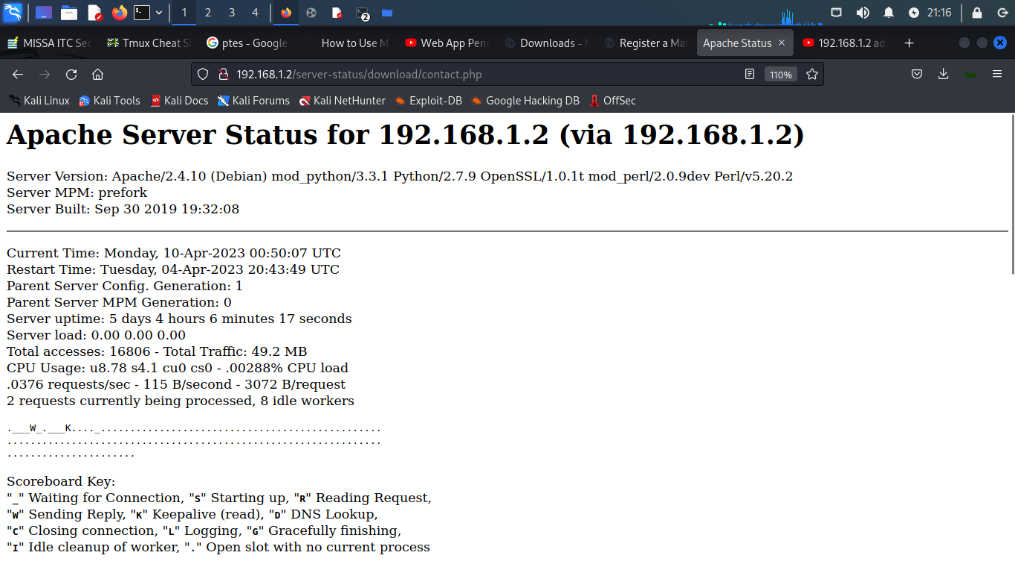 1 2 3 4 2 21:16
MISSA ITC Sec Tmux Cheat S ptes - Google How to Use M Web App Pen Downloads - Register a Ma Apache Status 192.168.1.2 ad
192.168.1.2/server-status/download/contact.php 110%
Kali Linux Kali Tools Kali Docs Kali Forums Kali NetHunter Exploit-DB Google Hacking DB OffSec
Apache Server Status for 192.168.1.2 (via 192.168.1.2)
Server Version: Apache/2.4.10 (Debian) mod_python/3.3.1 Python/2.7.9 OpenSSL/1.0.1t mod_perl/2.0.9dev Perl/v5.20.2
Server MPM: prefork
Server Built: Sep 30 2019 19:32:08
Current Time: Monday, 10-Apr-2023 00:50:07 UTC
Restart Time: Tuesday, 04-Apr-2023 20:43:49 UTC
Parent Server Config. Generation: 1
Parent Server MPM Generation: 0
Server uptime: 5 days 4 hours 6 minutes 17 seconds
Server load: 0.00 0.00 0.00
Total accesses: 16806 - Total Traffic: 49.2 MB
CPU Usage: u8.78 s4.1 cu0 cs0 - .00288% CPU load
.0376 requests/sec - 115 B/second - 3072 B/request
2 requests currently being processed, 8 idle workers
.___W_.___K...._................................................
................................................................
......................
Scoreboard Key:
"_" Waiting for Connection, "S" Starting up, "R" Reading Request,
"W" Sending Reply, "K" Keepalive (read), "D" DNS Lookup,
"C" Closing connection, "L" Logging, "G" Gracefully finishing,
"I" Idle cleanup of worker, "." Open slot with no current process